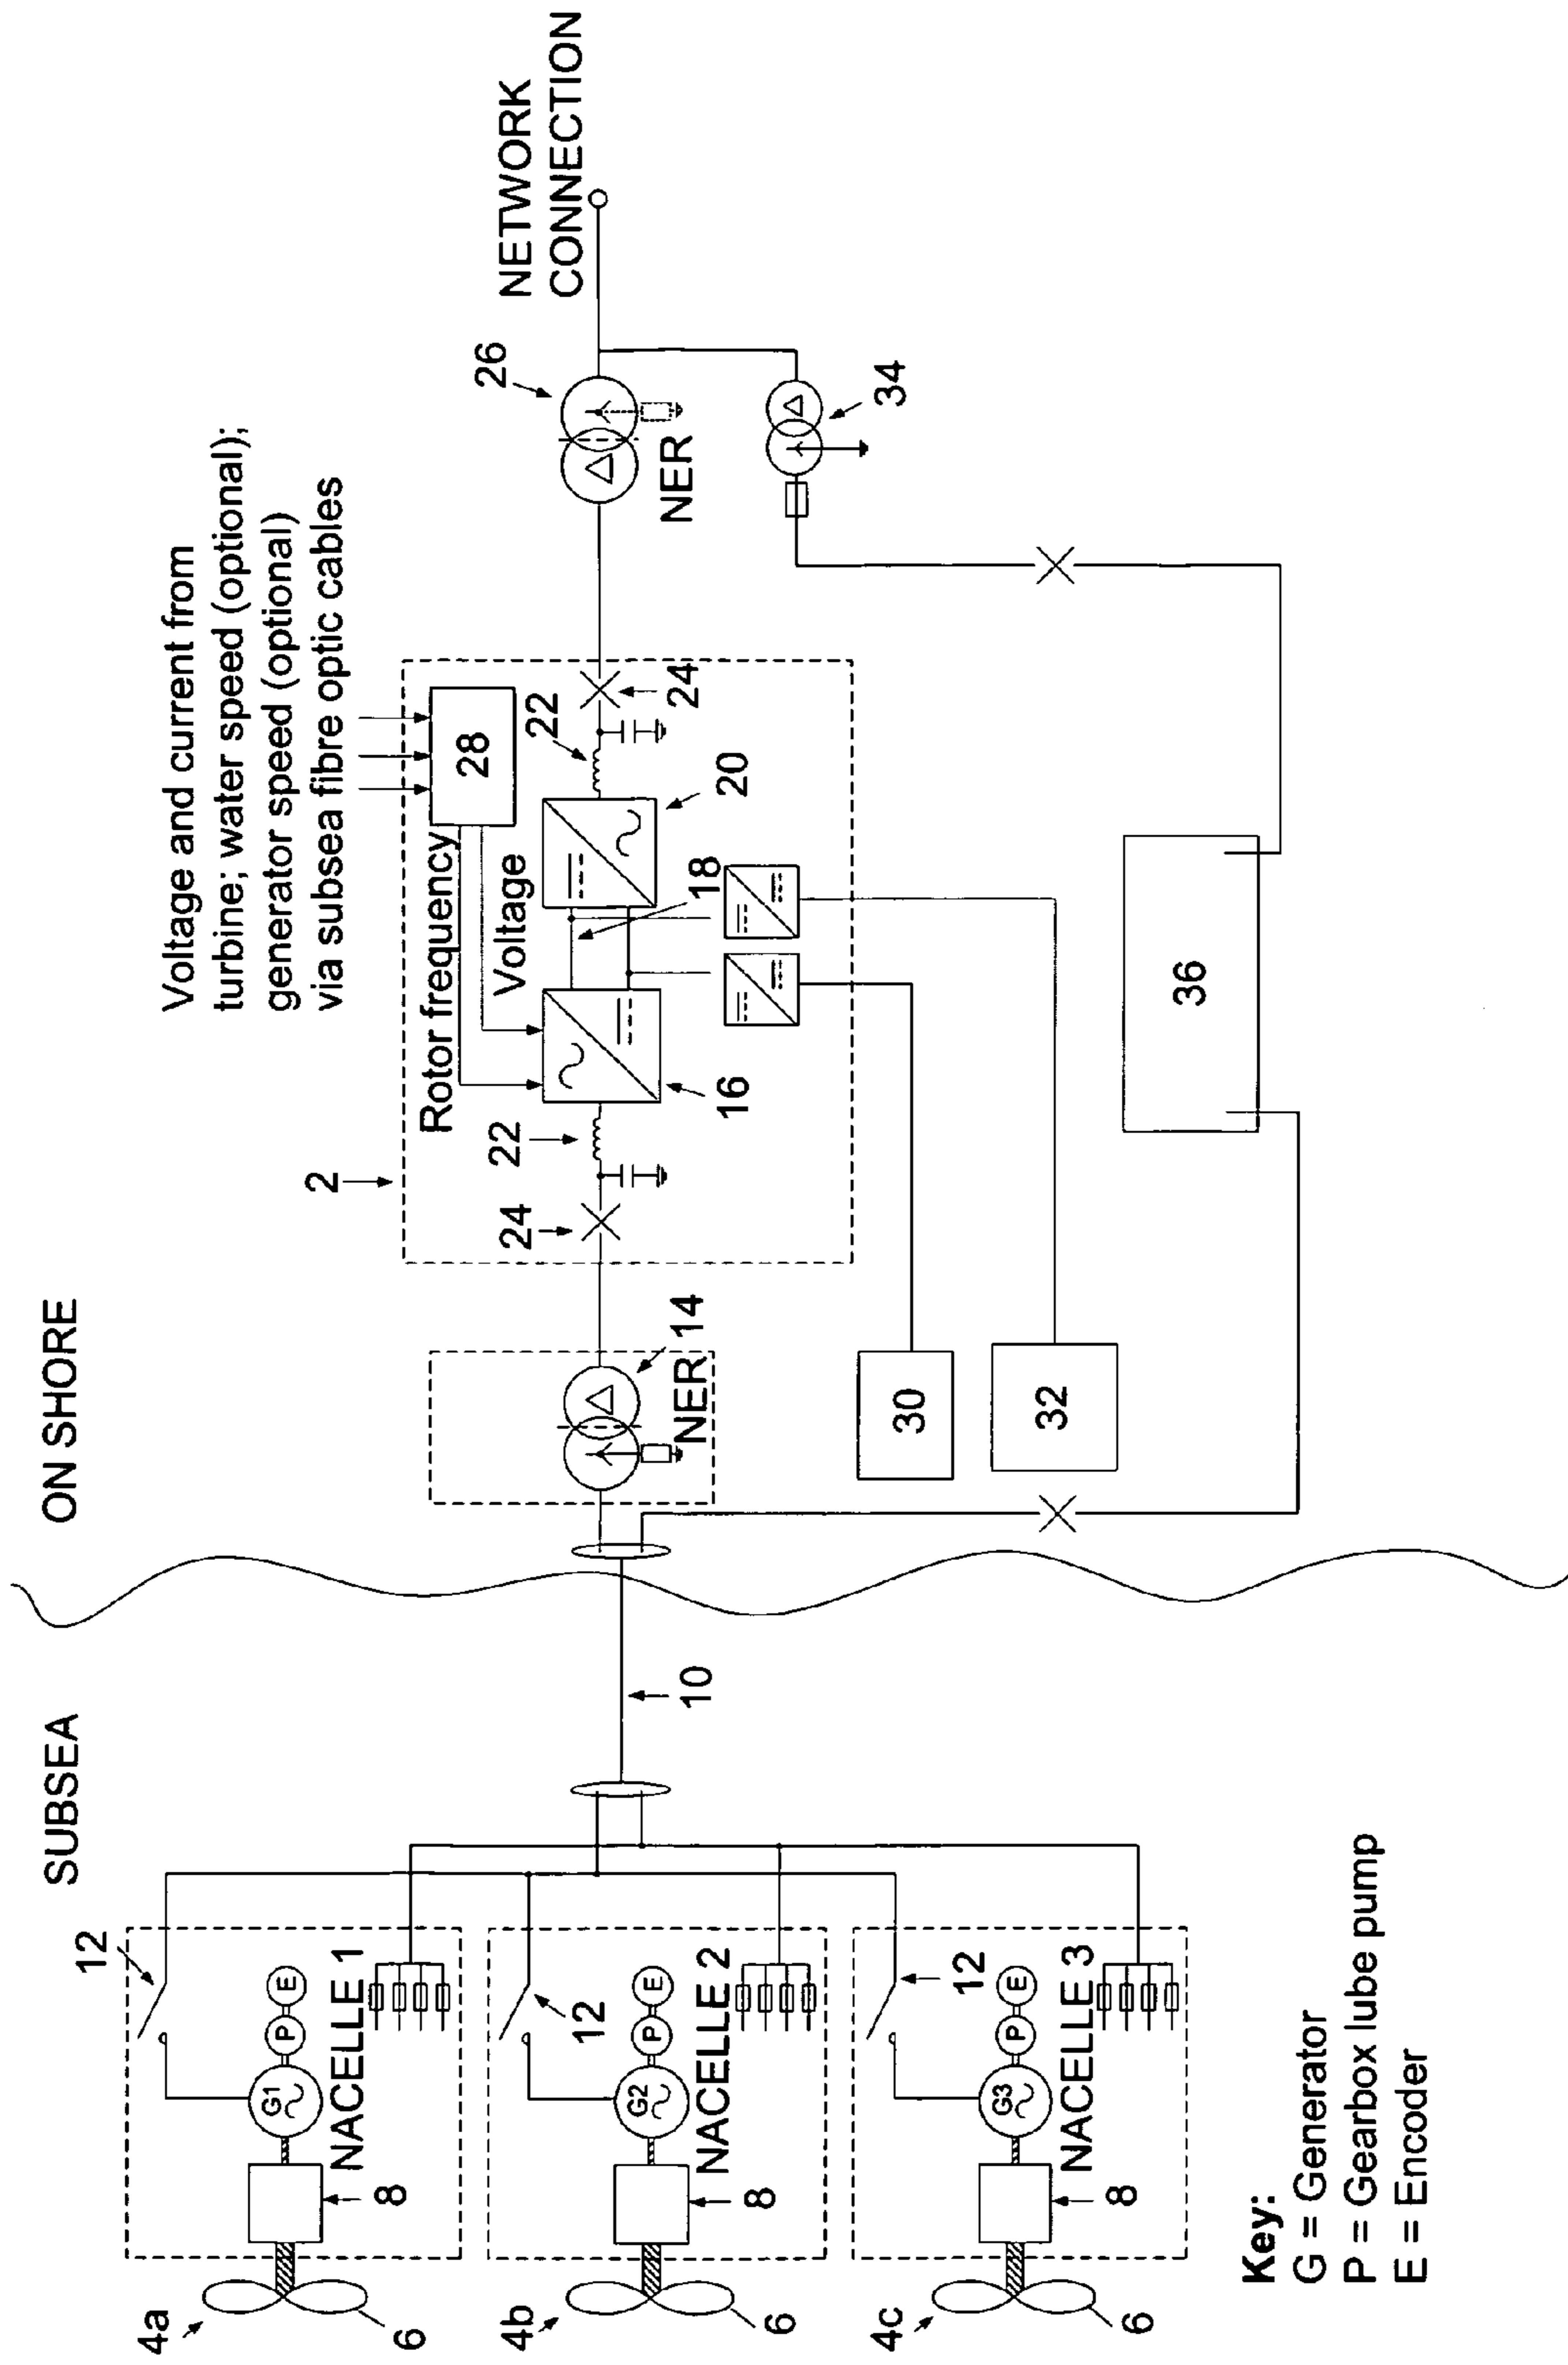 SUBSEA
ON SHORE
Voltage and current from
turbine; water speed (optional);
generator speed (optional)
via subsea fibre optic cables
NETWORK
CONNECTION
2
Rotor frequency
Voltage
28
26
NER
34
22
24
20
18
16
22
24
14
NER
30
32
36
10
12
4a
6
8
G1
P
E
NACELLE 1
12
4b
6
8
G2
P
E
NACELLE 2
12
4c
6
8
G3
P
E
NACELLE 3
Key:
G = Generator
P = Gearbox lube pump
E = Encoder